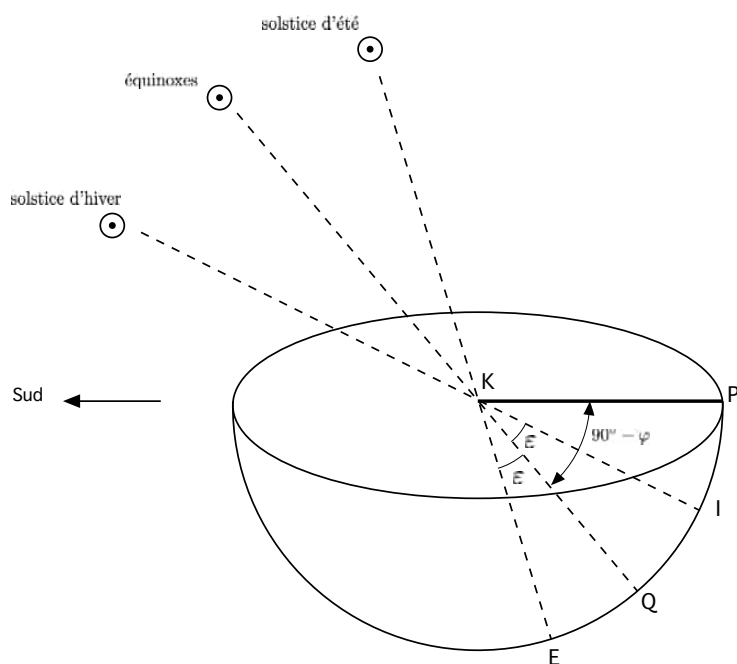 solstice d'été
équinoxes
solstice d'hiver
Sud
K
P
90° − φ
ε
ε
I
Q
E